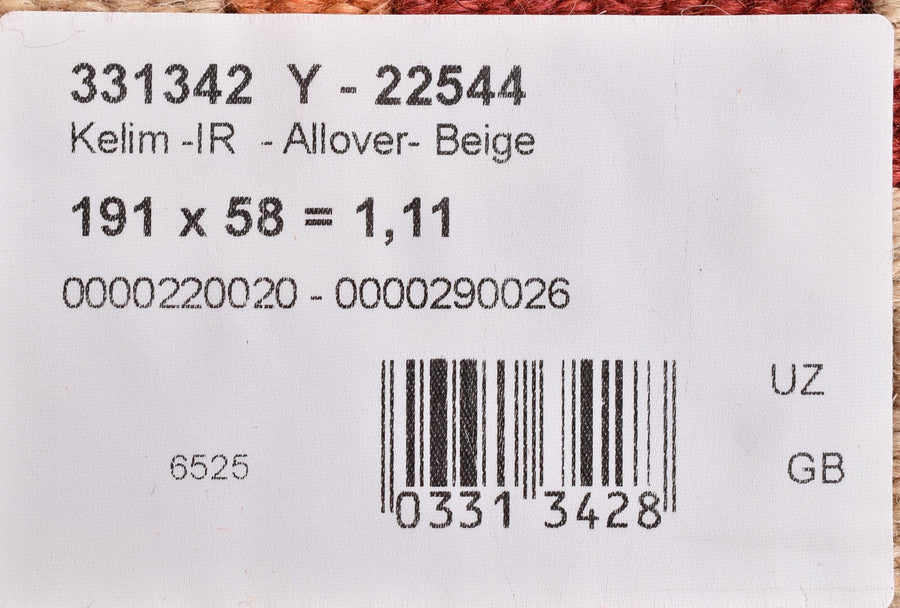 331342 Y - 22544
Kelim -IR - Allover- Beige
191 x 58 = 1,11
0000220020 - 0000290026
UZ
6525
GB
0331 3428